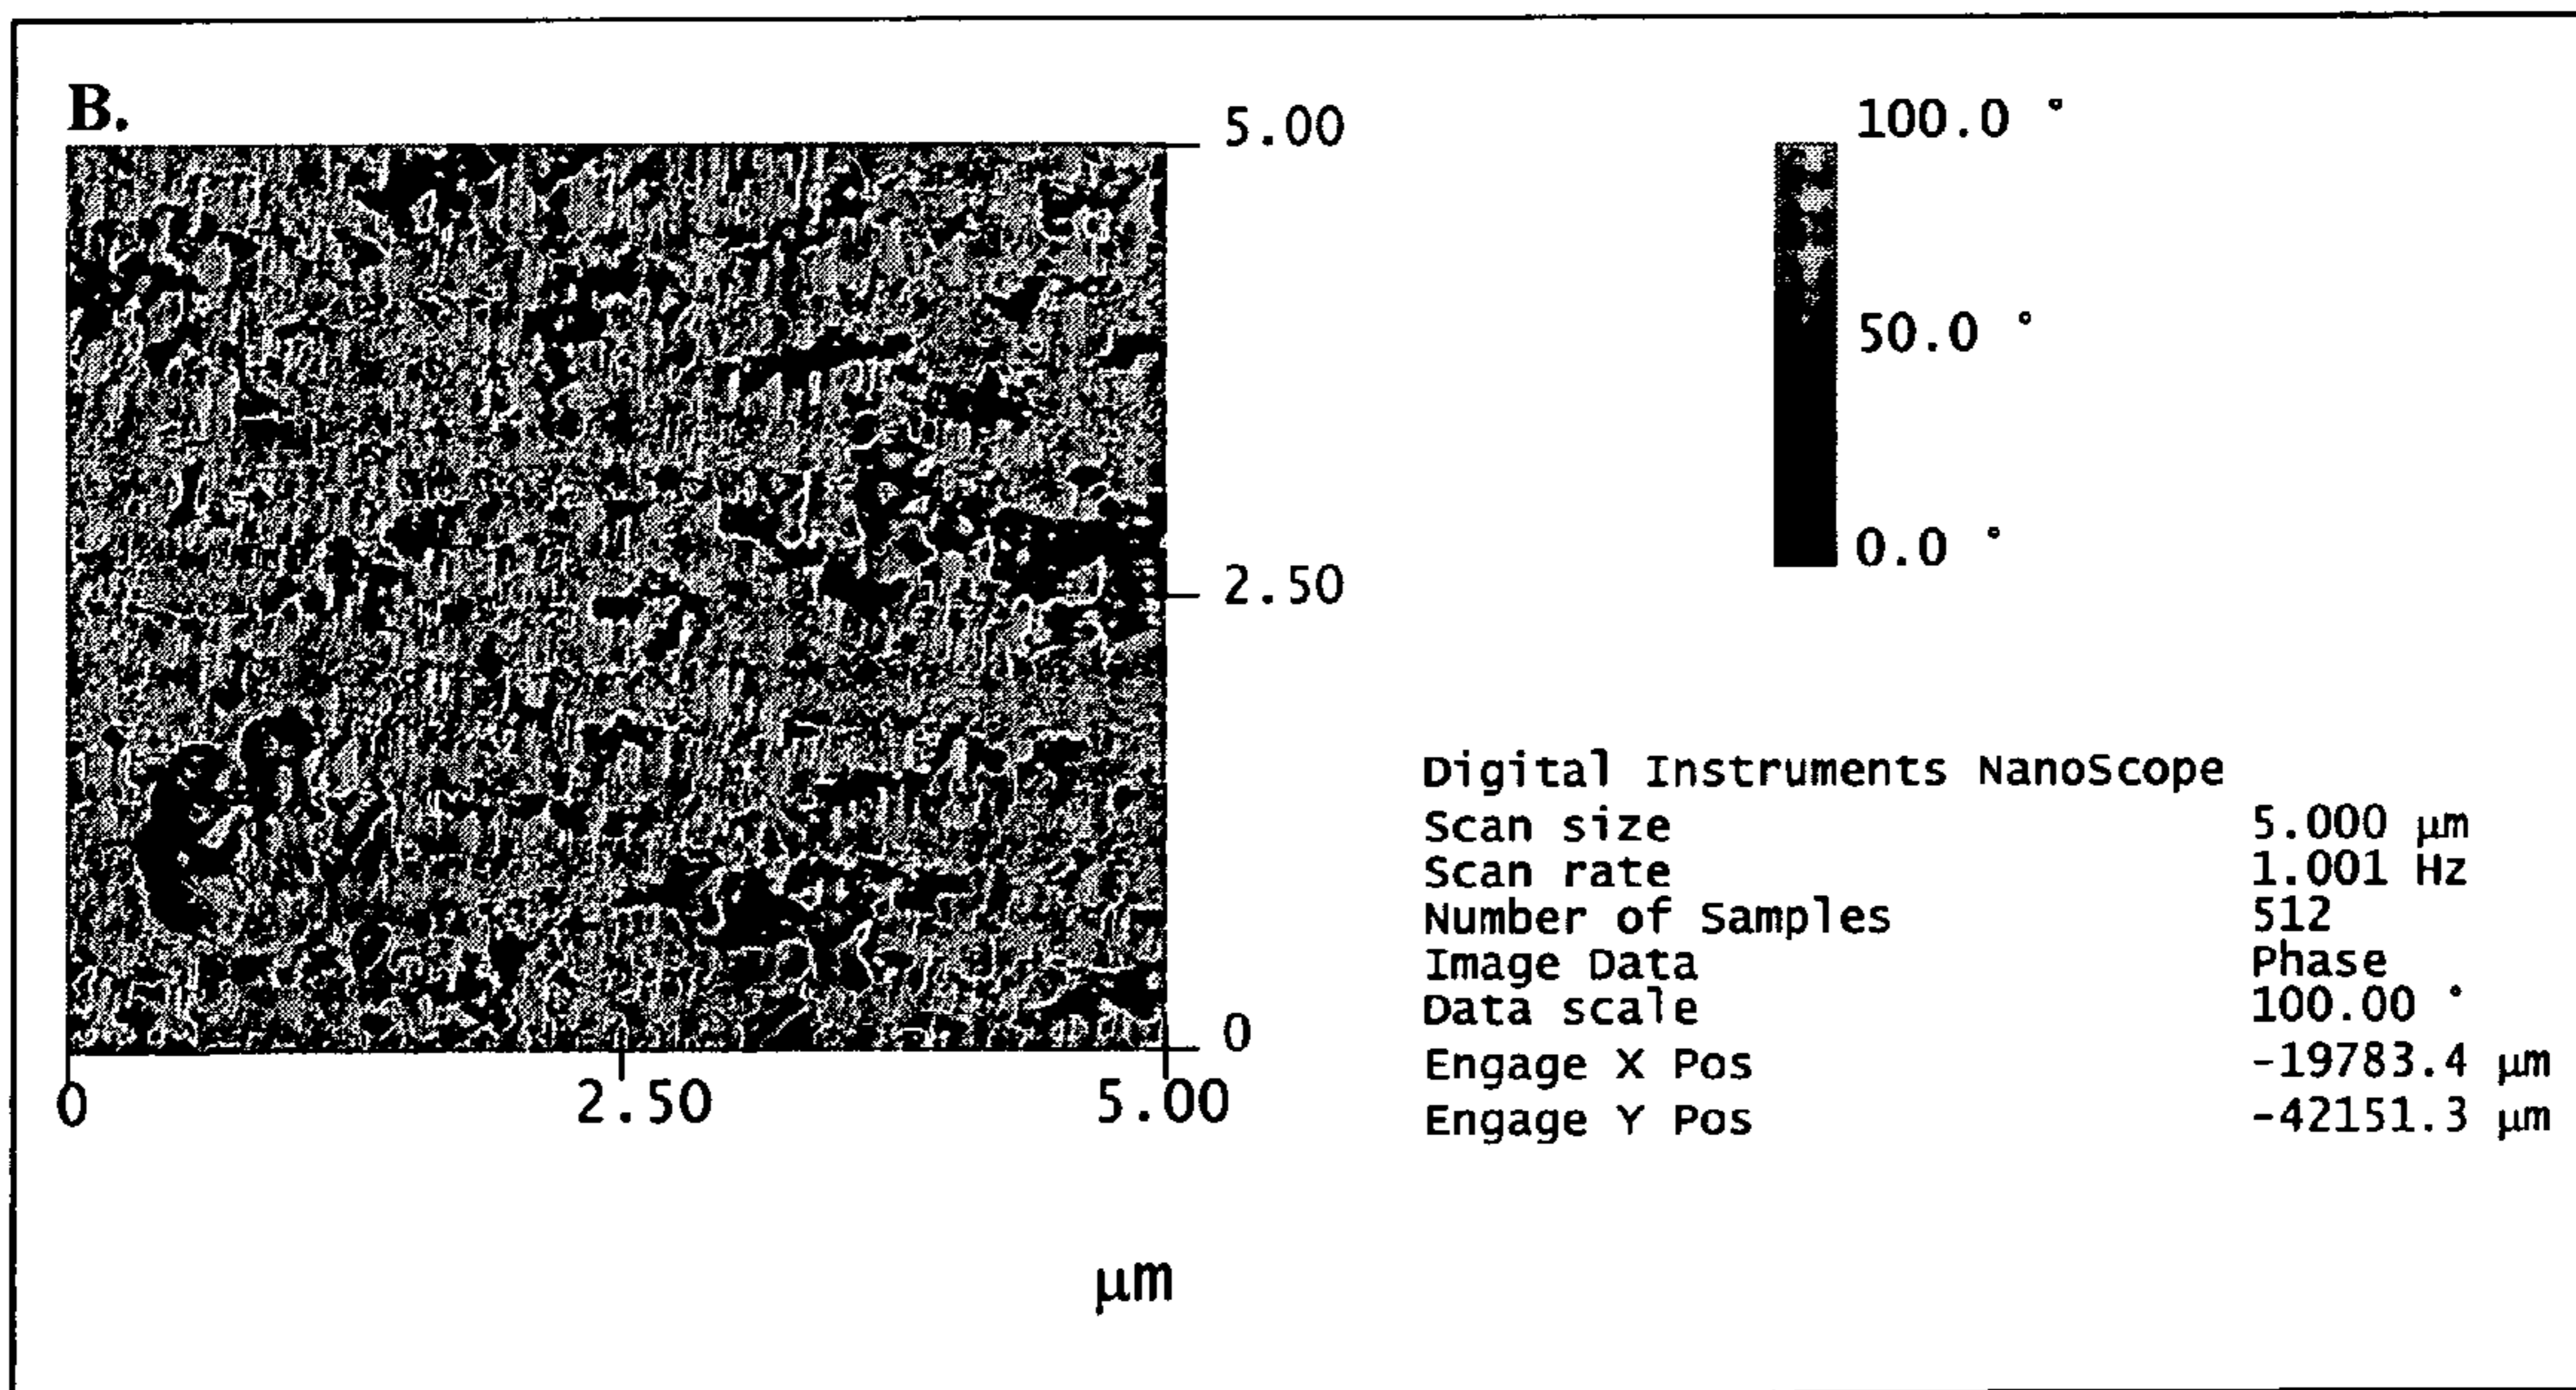 B.
5.00
2.50
0
0 2.50 5.00
μm
100.0 °
50.0 °
0.0 °
Digital Instruments NanoScope
Scan size 5.000 μm
Scan rate 1.001 Hz
Number of Samples 512
Image Data Phase
Data scale 100.00 °
Engage X Pos -19783.4 μm
Engage Y Pos -42151.3 μm